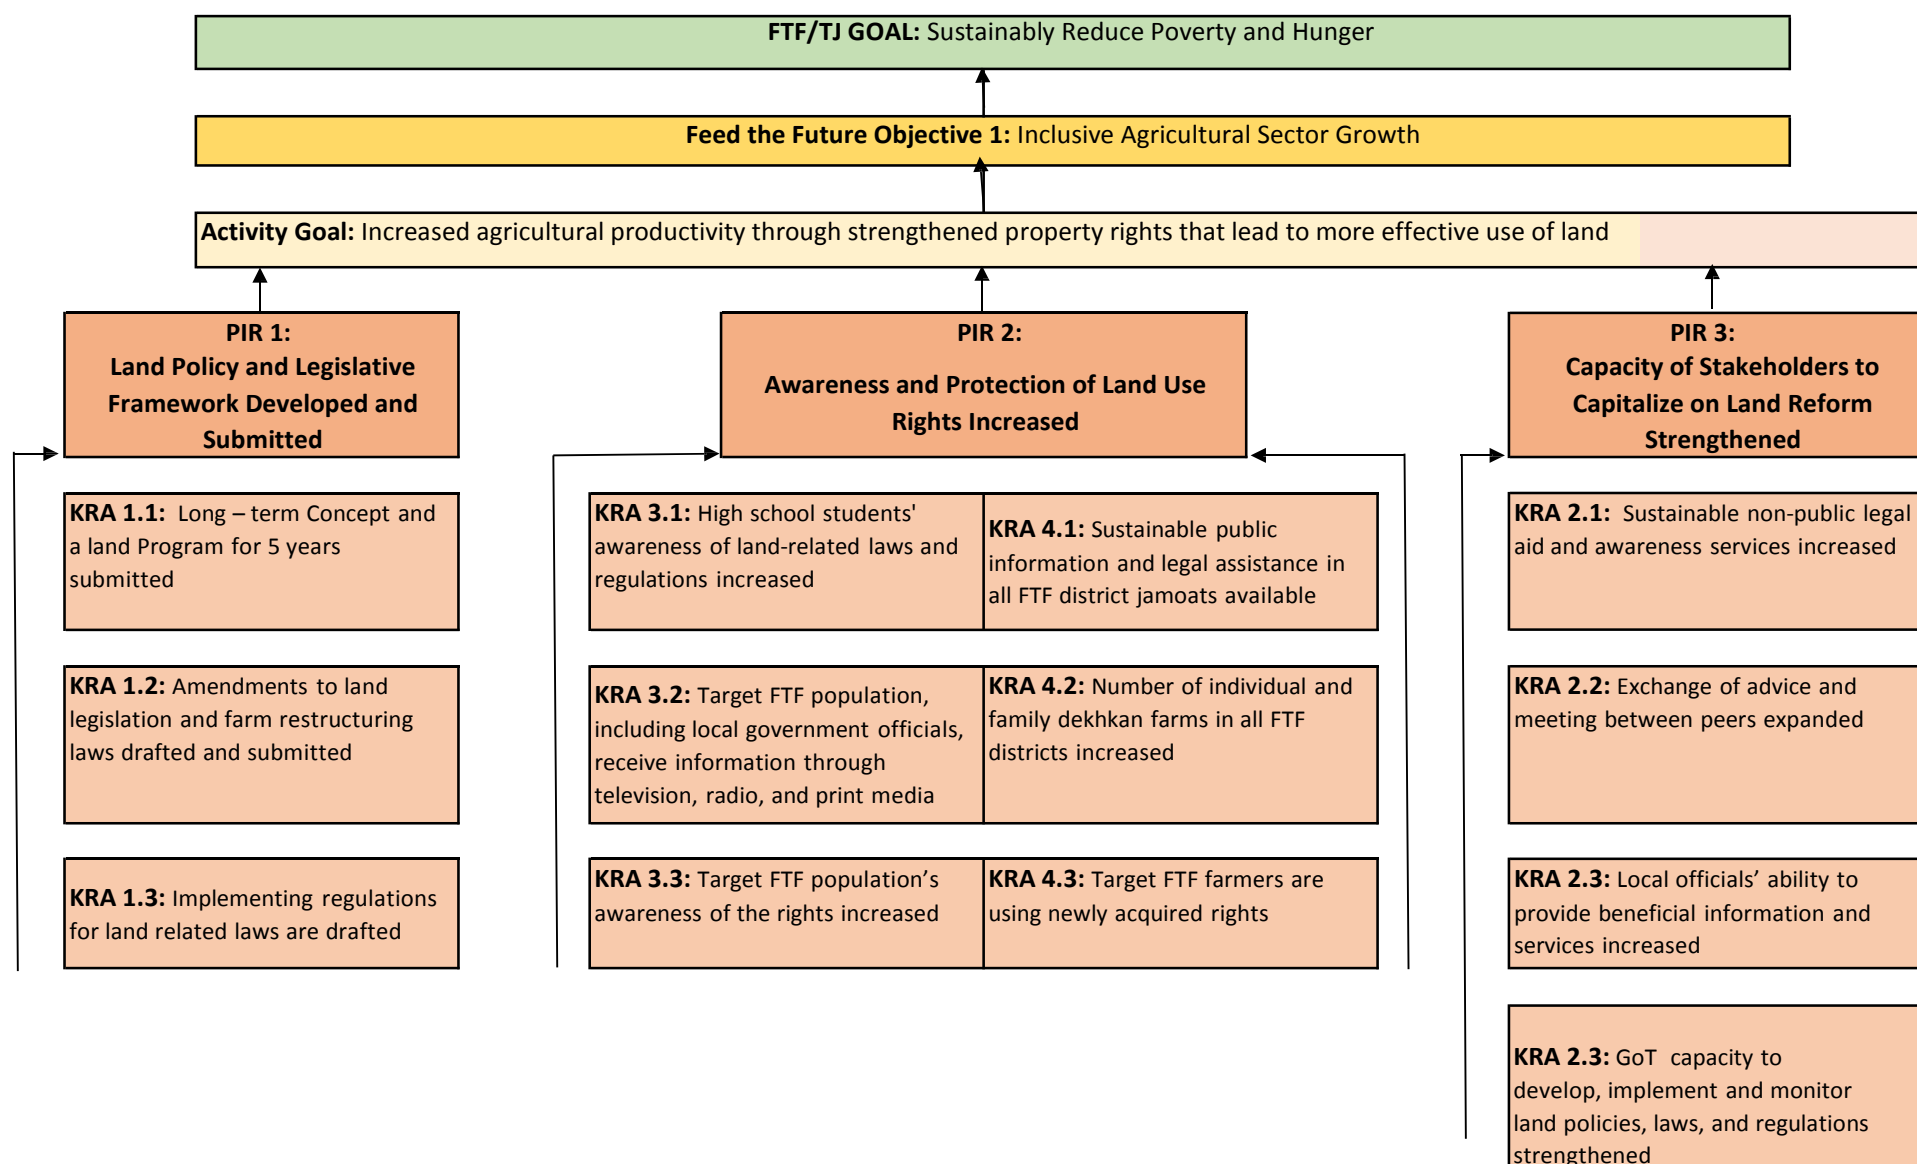 FTF/TJ GOAL: Sustainably Reduce Poverty and Hunger
Feed the Future Objective 1: Inclusive Agricultural Sector Growth
Activity Goal: Increased agricultural productivity through strengthened property rights that lead to more effective use of land
PIR 1:
Land Policy and Legislative
Framework Developed and
Submitted
PIR 2:
Awareness and Protection of Land Use
Rights Increased
PIR 3:
Capacity of Stakeholders to
Capitalize on Land Reform
Strengthened
KRA 1.1: Long – term Concept and
a land Program for 5 years
submitted
KRA 3.1: High school students'
awareness of land-related laws and
regulations increased
KRA 4.1: Sustainable public
information and legal assistance in
all FTF district jamoats available
KRA 2.1: Sustainable non-public legal
aid and awareness services increased
KRA 1.2: Amendments to land
legislation and farm restructuring
laws drafted and submitted
KRA 3.2: Target FTF population,
including local government officials,
receive information through
television, radio, and print media
KRA 4.2: Number of individual and
family dekhkan farms in all FTF
districts increased
KRA 2.2: Exchange of advice and
meeting between peers expanded
KRA 1.3: Implementing regulations
for land related laws are drafted
KRA 3.3: Target FTF population’s
awareness of the rights increased
KRA 4.3: Target FTF farmers are
using newly acquired rights
KRA 2.3: Local officials’ ability to
provide beneficial information and
services increased
KRA 2.3: GoT capacity to
develop, implement and monitor
land policies, laws, and regulations
strengthened